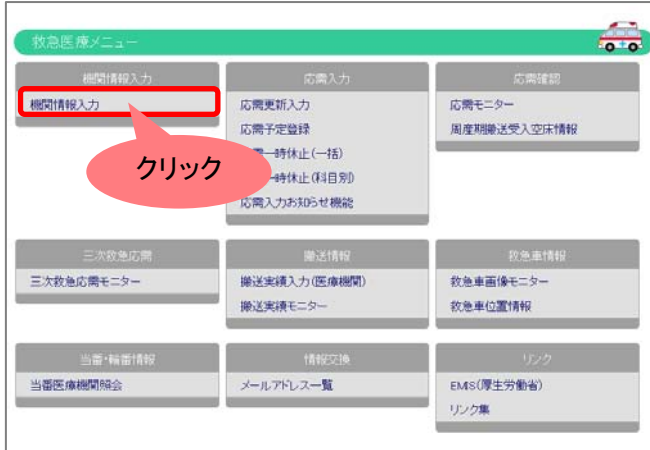 救急医療メニュー
機関情報入力
機関情報入力
クリック
応需入力
応需更新入力
応需予定登録
一時休止(一括)
一時休止(科目別)
応需入力お知らせ機能
応需確認
応需モニター
周産期搬送受入空床情報
三次救急応需
三次救急応需モニター
搬送情報
搬送実績入力(医療機関)
搬送実績モニター
救急車情報
救急車画像モニター
救急車位置情報
当番・輪番情報
当番医療機関照会
情報交換
メールアドレス一覧
リンク
EMIS(厚生労働省)
リンク集